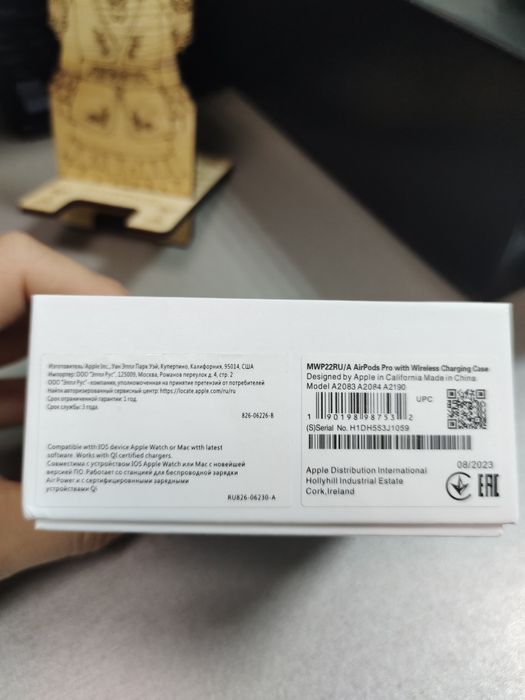 Изготовитель: Apple Inc., Уан Эппл Парк Уэй, Купертино, Калифорния, 95014, США
Импортер: ООО "Эппл Рус", 125009, Москва, Романов переулок д. 4, стр. 2
ООО "Эппл Рус" - компания, уполномоченная на принятие претензий от потребителей
Найти авторизованный сервисный центр: https://locate.apple.com/ru/ru
Срок ограниченной гарантии: 1 год.
Срок службы: 3 года.
826-06226-B
Compatible wtth IOS device Apple Watch or Mac wtth latest
software. Works with QI certified chargers.
Совместима с устройством IOS Apple Watch или Mac с новейшей
версией ПО. Работает со станцией для беспроводной зарядки
Air Power и с сертифицированными зарядными
устройствами Qi
RU826-06230-A
MWP22RU/A AirPods Pro with Wireless Charging Case
Designed by Apple in California Made in China
Model A2083 A2084 A2190
UPC
1 90198 98753 2
(S)Serial No. H1DH553J1059
08/2023
Apple Distribution International
Hollyhill Industrial Estate
Cork,Ireland
EAC